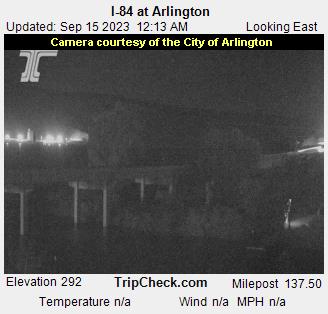 I-84 at Arlington
Updated: Sep 15 2023 12:13 AM Looking East
Camera courtesy of the City of Arlington
Elevation 292 TripCheck.com Milepost 137.50
Temperature n/a Wind n/a MPH n/a